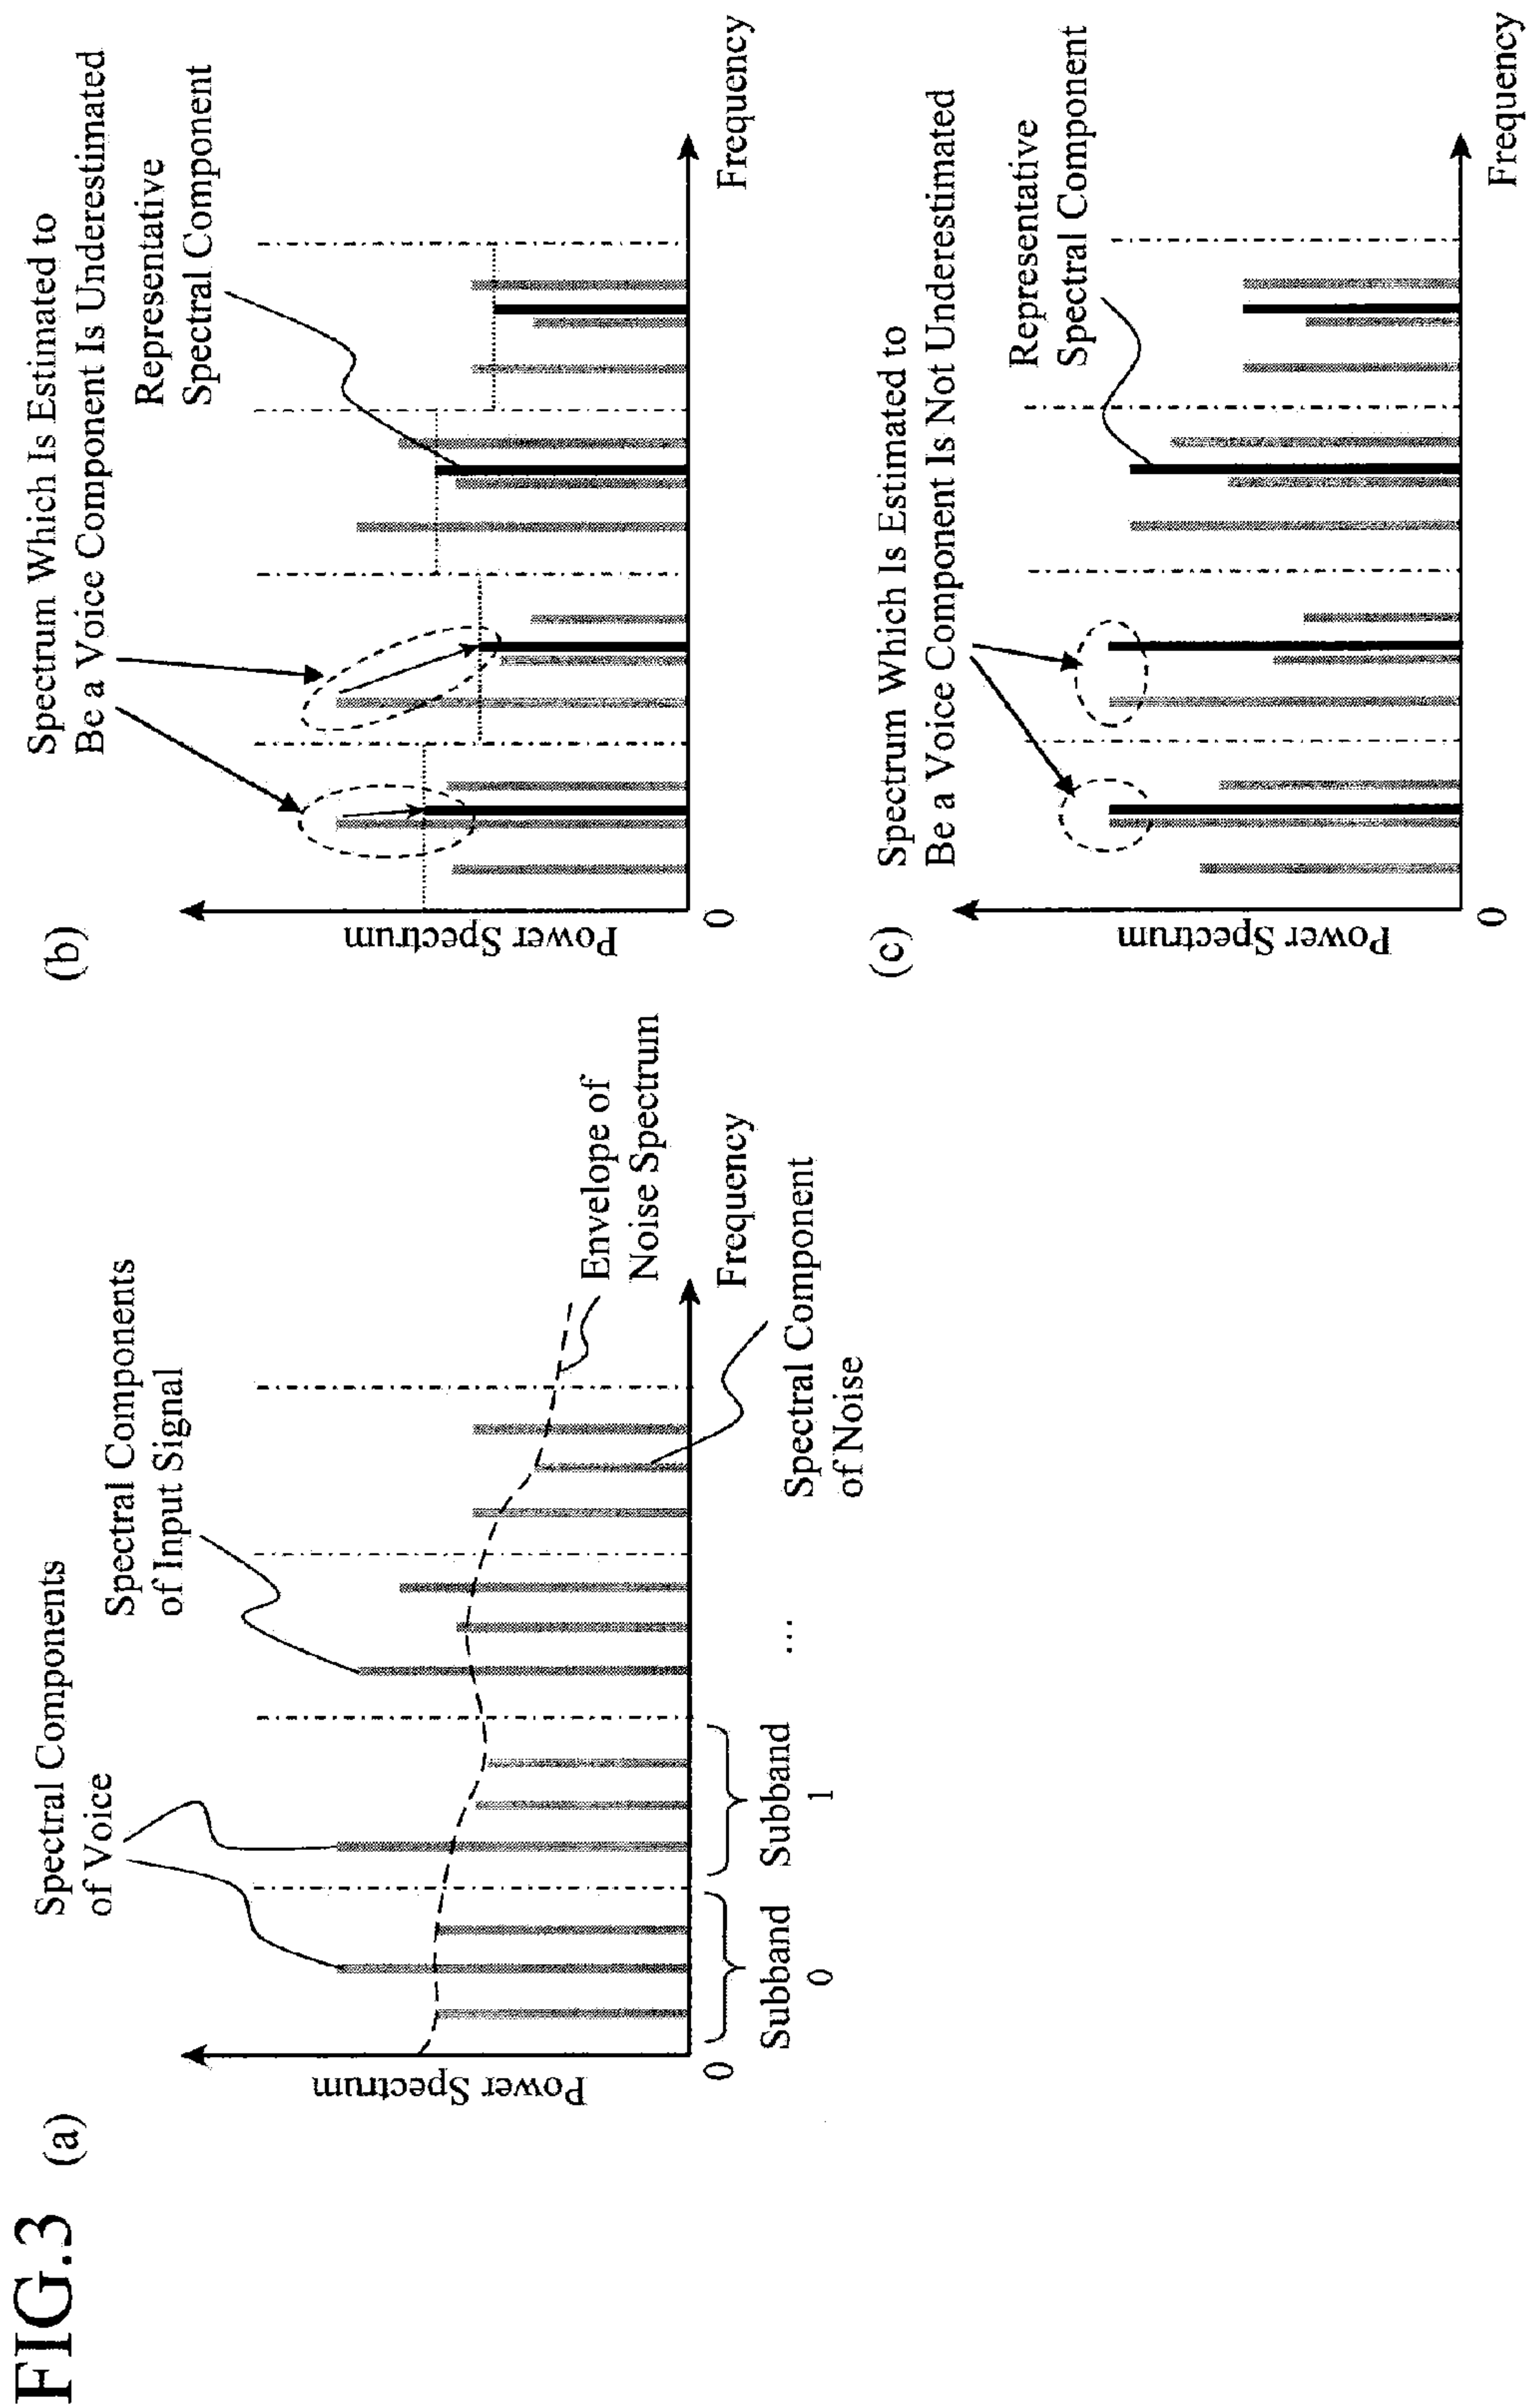 FIG.3
(a)
Spectral Components
of Voice
Spectral Components
of Input Signal
Envelope of
Noise Spectrum
Power Spectrum
0
Frequency
Subband
0
Subband
1
...
Spectral Component
of Noise
(b)
Spectrum Which Is Estimated to
Be a Voice Component Is Underestimated
Representative
Spectral Component
Power Spectrum
0
Frequency
(c)
Spectrum Which Is Estimated to
Be a Voice Component Is Not Underestimated
Representative
Spectral Component
Power Spectrum
0
Frequency